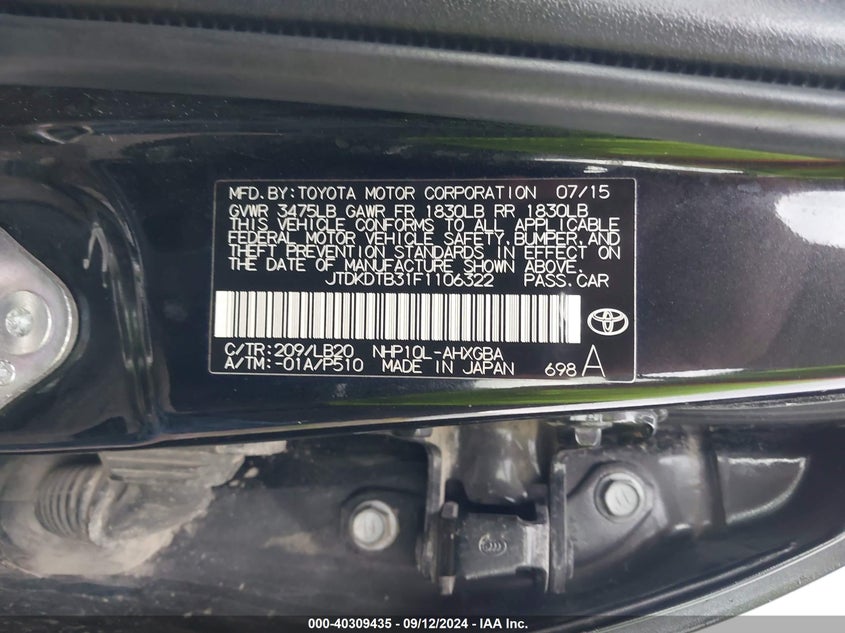 MFD.BY:TOYOTA MOTOR CORPORATION 07/15
GVWR 3475LB GAWR FR 1830LB RR 1830LB
THIS VEHICLE CONFORMS TO ALL APPLICABLE
FEDERAL MOTOR VEHICLE SAFETY,BUMPER,AND
THEFT PREVENTION STANDARDS IN EFFECT ON
THE DATE OF MANUFACTURE SHOWN ABOVE.
JTDKDTB31F1106322 PASS.CAR
C/TR:209/LB20 NHP10L-AHXGBA
A/TM:-01A/P510 MADE IN JAPAN 698 A
000-40309435 - 09/12/2024 - IAA Inc.